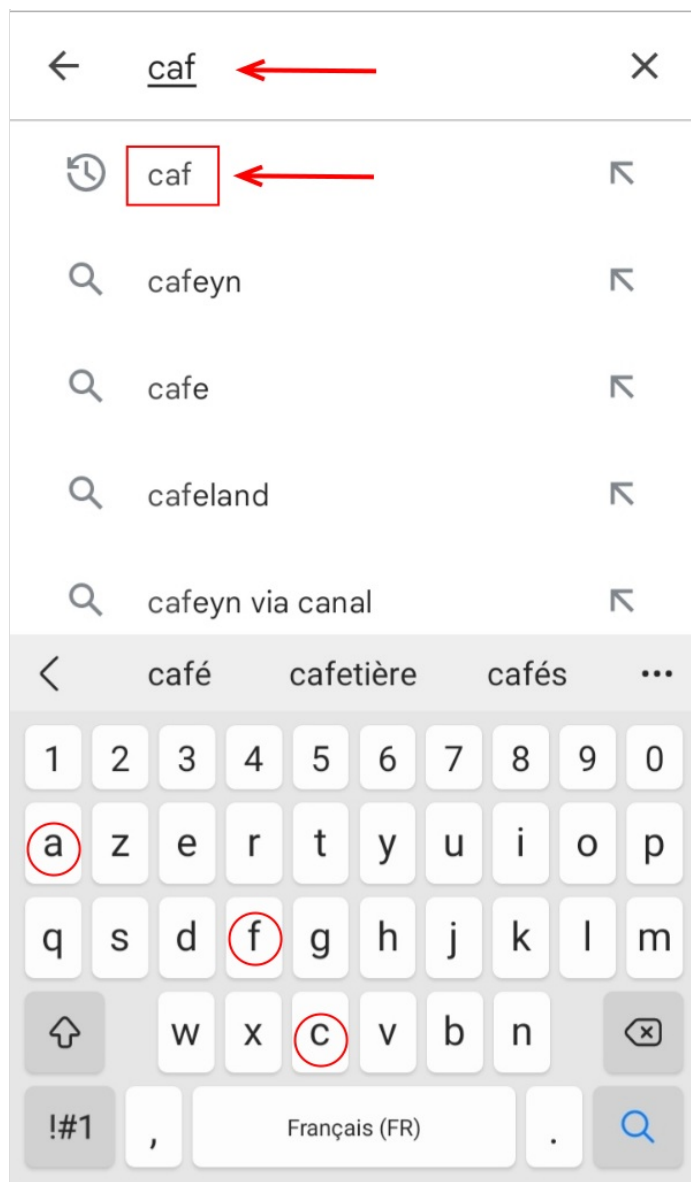 caf
caf
cafeyn
cafe
cafeland
cafeyn via canal
café cafetière cafés
1 2 3 4 5 6 7 8 9 0
a z e r t y u i o p
q s d f g h j k l m
w x c v b n
!#1 , Français (FR) .